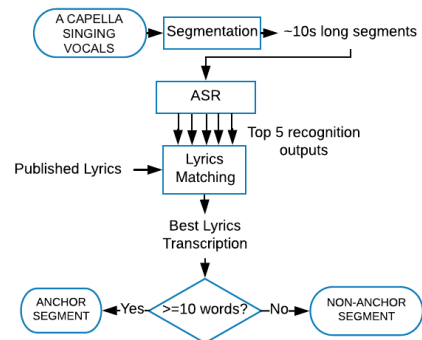 A CAPELLA
SINGING
VOCALS
Segmentation
~10s long segments
ASR
Top 5 recognition
outputs
Published Lyrics
Lyrics
Matching
Best Lyrics
Transcription
ANCHOR
SEGMENT
Yes
>=10 words?
No
NON-ANCHOR
SEGMENT